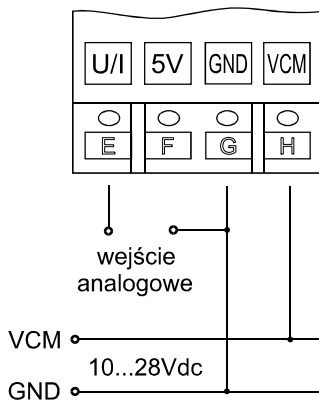 U/I 5V GND VCM
E F G H
wejście
analogowe
VCM
10...28Vdc
GND